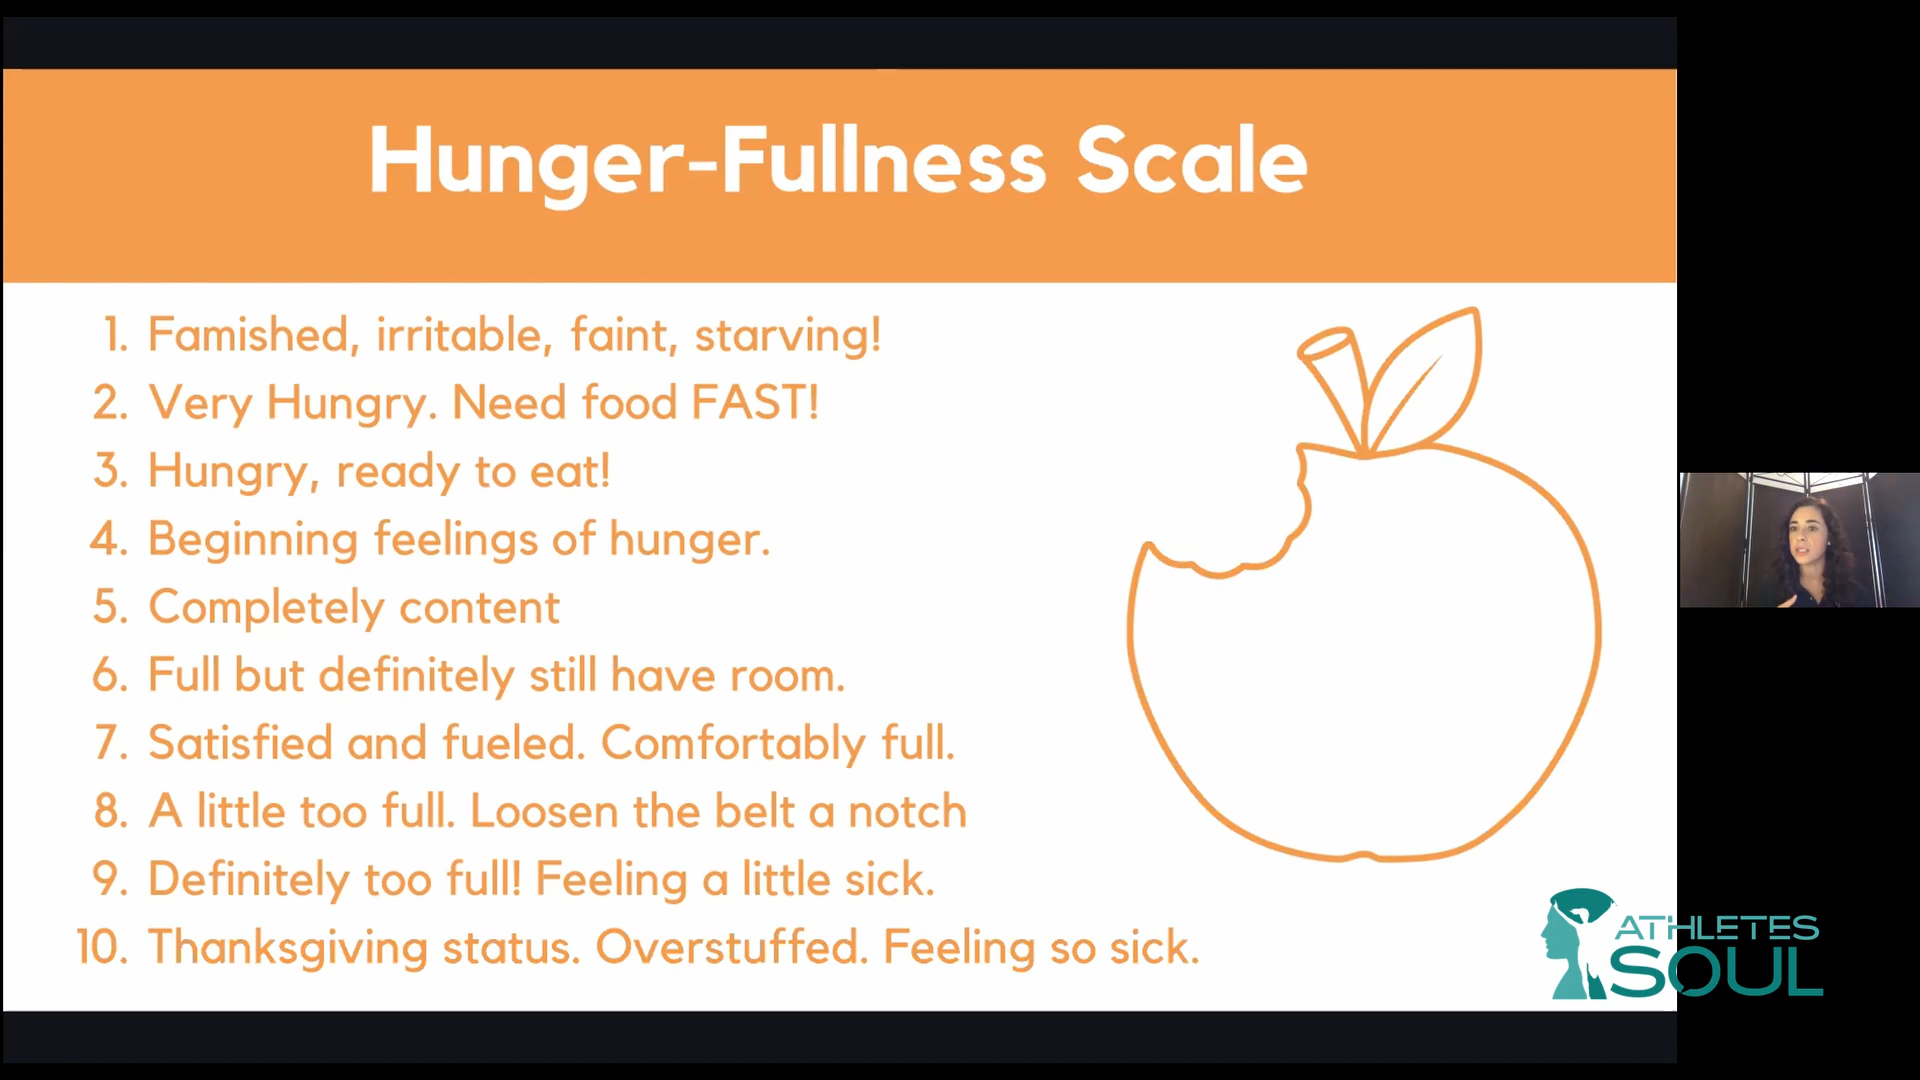 Hunger-Fullness Scale
1. Famished, irritable, faint, starving!
2. Very Hungry. Need food FAST!
3. Hungry, ready to eat!
4. Beginning feelings of hunger.
5. Completely content
6. Full but definitely still have room.
7. Satisfied and fueled. Comfortably full.
8. A little too full. Loosen the belt a notch
9. Definitely too full! Feeling a little sick.
10. Thanksgiving status. Overstuffed. Feeling so sick.
ATHLETES
SOUL